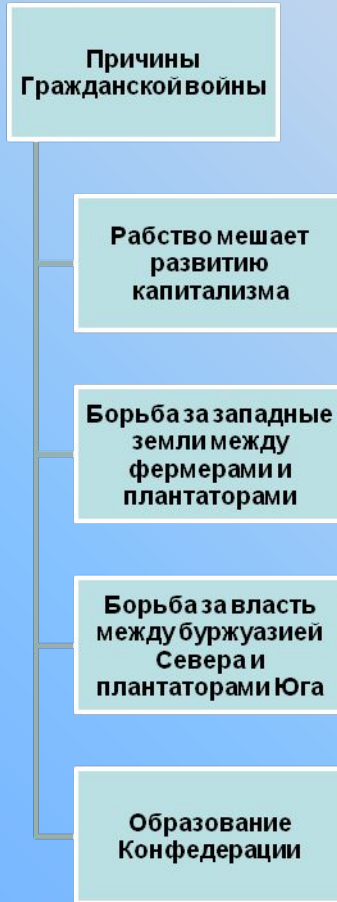 Причины
Гражданской войны
Рабство мешает
развитию
капитализма
Борьба за западные
земли между
фермерами и
плантаторами
Борьба за власть
между буржуазией
Севера и
плантаторами Юга
Образование
Конфедерации